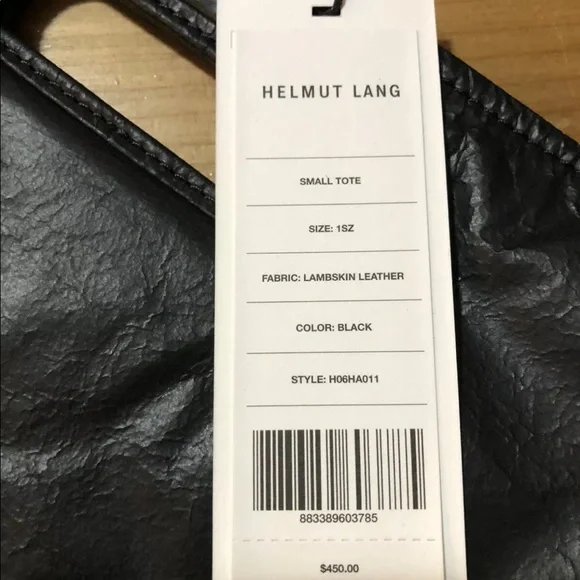 HELMUT LANG
SMALL TOTE
SIZE: 1SZ
FABRIC: LAMBSKIN LEATHER
COLOR: BLACK
STYLE: H06HA011
883389603785
$450.00